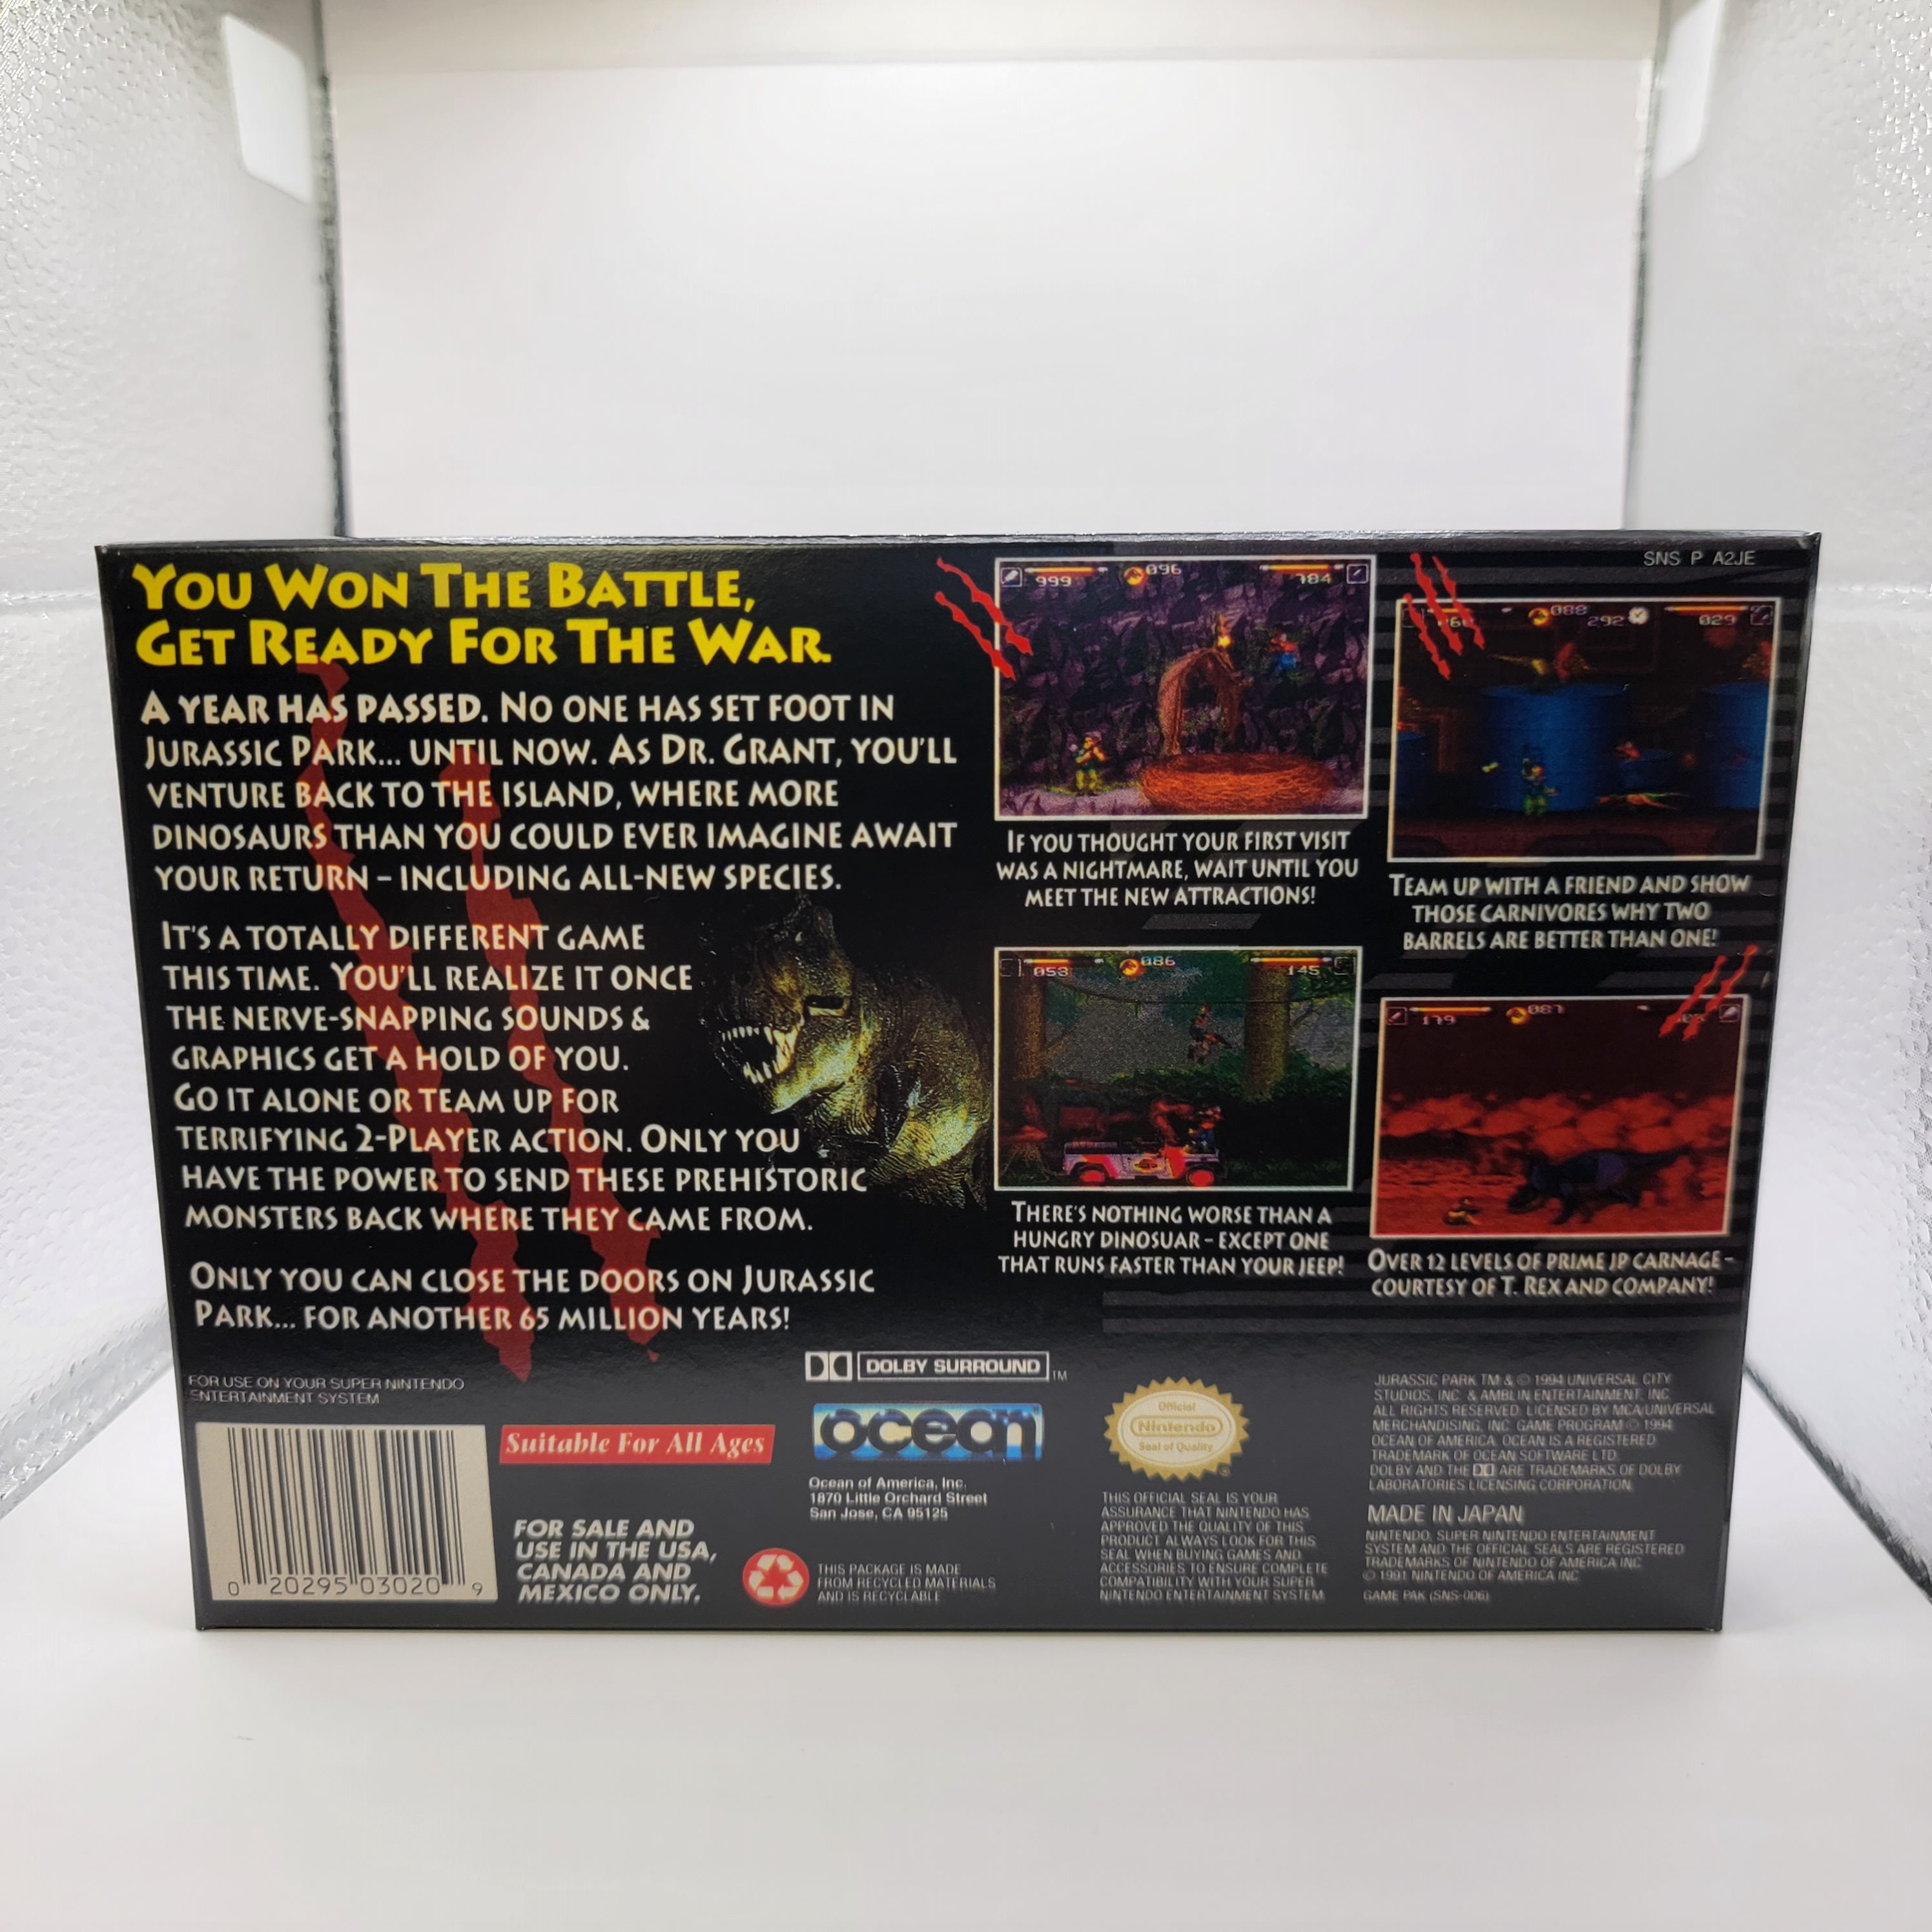 YOU WON THE BATTLE,
GET READY FOR THE WAR.
A YEAR HAS PASSED. NO ONE HAS SET FOOT IN
JURASSIC PARK... UNTIL NOW. AS DR. GRANT, YOU'LL
VENTURE BACK TO THE ISLAND, WHERE MORE
DINOSAURS THAN YOU COULD EVER IMAGINE AWAIT
YOUR RETURN – INCLUDING ALL-NEW SPECIES.
IT'S A TOTALLY DIFFERENT GAME
THIS TIME. YOU'LL REALIZE IT ONCE
THE NERVE-SNAPPING SOUNDS &
GRAPHICS GET A HOLD OF YOU.
GO IT ALONE OR TEAM UP FOR
TERRIFYING 2-PLAYER ACTION. ONLY YOU
HAVE THE POWER TO SEND THESE PREHISTORIC
MONSTERS BACK WHERE THEY CAME FROM.
ONLY YOU CAN CLOSE THE DOORS ON JURASSIC
PARK... FOR ANOTHER 65 MILLION YEARS!
999 096 784
IF YOU THOUGHT YOUR FIRST VISIT
WAS A NIGHTMARE, WAIT UNTIL YOU
MEET THE NEW ATTRACTIONS!
SNS P A2JE
088 292 029
TEAM UP WITH A FRIEND AND SHOW
THOSE CARNIVORES WHY TWO
BARRELS ARE BETTER THAN ONE!
053 086 145
THERE'S NOTHING WORSE THAN A
HUNGRY DINOSUAR – EXCEPT ONE
THAT RUNS FASTER THAN YOUR JEEP!
179 087
OVER 12 LEVELS OF PRIME JP CARNAGE –
COURTESY OF T. REX AND COMPANY!
FOR USE ON YOUR SUPER NINTENDO
ENTERTAINMENT SYSTEM
0 20295 03020 9
Suitable For All Ages
FOR SALE AND
USE IN THE USA,
CANADA AND
MEXICO ONLY.
DOLBY SURROUND TM
ocean
Ocean of America, Inc.
1870 Little Orchard Street
San Jose, CA 95125
THIS PACKAGE IS MADE
FROM RECYCLED MATERIALS
AND IS RECYCLABLE
Official
Nintendo
Seal of Quality
THIS OFFICIAL SEAL IS YOUR
ASSURANCE THAT NINTENDO HAS
APPROVED THE QUALITY OF THIS
PRODUCT ALWAYS LOOK FOR THIS
SEAL WHEN BUYING GAMES AND
ACCESSORIES TO ENSURE COMPLETE
COMPATIBILITY WITH YOUR SUPER
NINTENDO ENTERTAINMENT SYSTEM
JURASSIC PARK TM & © 1994 UNIVERSAL CITY
STUDIOS, INC. & AMBLIN ENTERTAINMENT, INC.
ALL RIGHTS RESERVED. LICENSED BY MCA/UNIVERSAL
MERCHANDISING, INC. GAME PROGRAM © 1994
OCEAN OF AMERICA. OCEAN IS A REGISTERED
TRADEMARK OF OCEAN SOFTWARE LTD.
DOLBY AND THE ARE TRADEMARKS OF DOLBY
LABORATORIES LICENSING CORPORATION.
MADE IN JAPAN
NINTENDO, SUPER NINTENDO ENTERTAINMENT
SYSTEM AND THE OFFICIAL SEALS ARE REGISTERED
TRADEMARKS OF NINTENDO OF AMERICA INC.
© 1991 NINTENDO OF AMERICA INC.
GAME PAK (SNS-006)